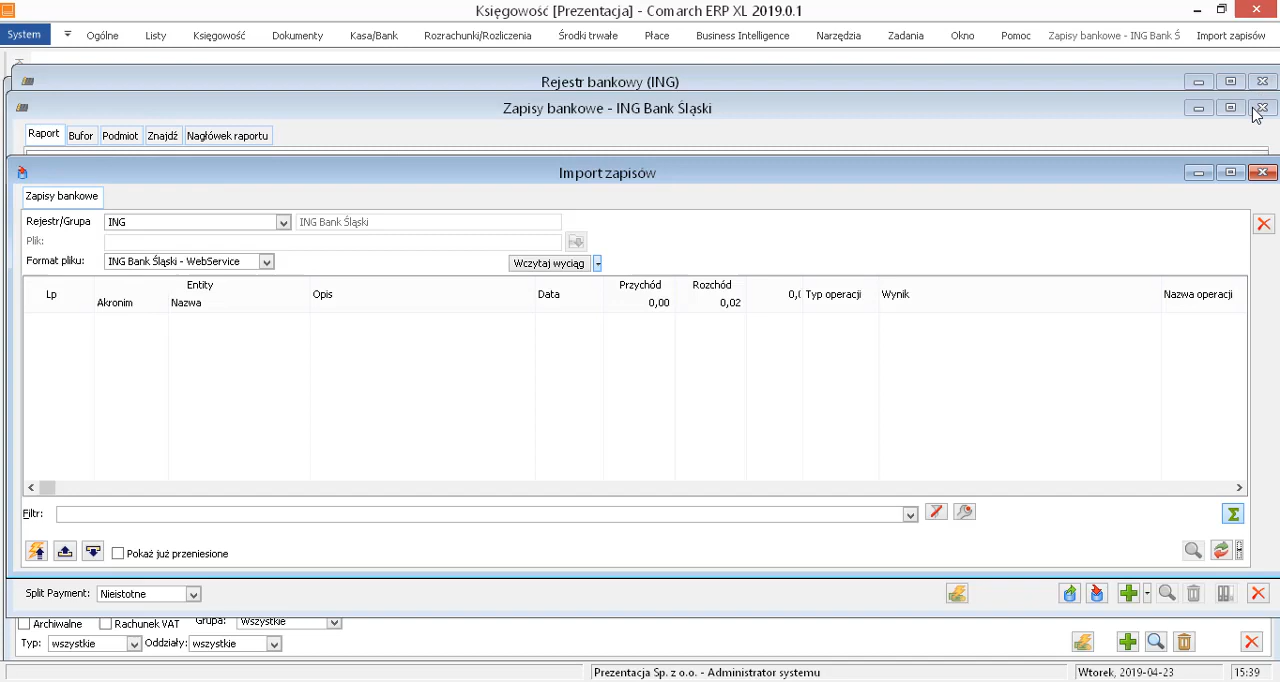 Księgowość [Prezentacja] - Comarch ERP XL 2019.0.1
System Ogólne Listy Księgowość Dokumenty Kasa/Bank Rozrachunki/Rozliczenia Środki trwałe Płace Business Intelligence Narzędzia Zadania Okno Pomoc Zapisy bankowe - ING Bank Ś Import zapisów
Rejestr bankowy (ING)
Zapisy bankowe - ING Bank Śląski
Raport Bufor Podmiot Znajdź Nagłówek raportu
Import zapisów
Zapisy bankowe
Rejestr/Grupa ING ING Bank Śląski
Plik:
Format pliku: ING Bank Śląski - WebService Wczytaj wyciąg
Lp Entity Opis Data Przychód Rozchód Typ operacji Wynik Nazwa operacji
Akronim Nazwa 0,00 0,02 0,(
Filtr:
Pokaż już przeniesione
Split Payment: Nieistotne
Archiwalne Rachunek VAT Grupa: Wszystkie
Typ: wszystkie Oddziały: wszystkie
Prezentacja Sp. z o.o. - Administrator systemu Wtorek, 2019-04-23 15:39